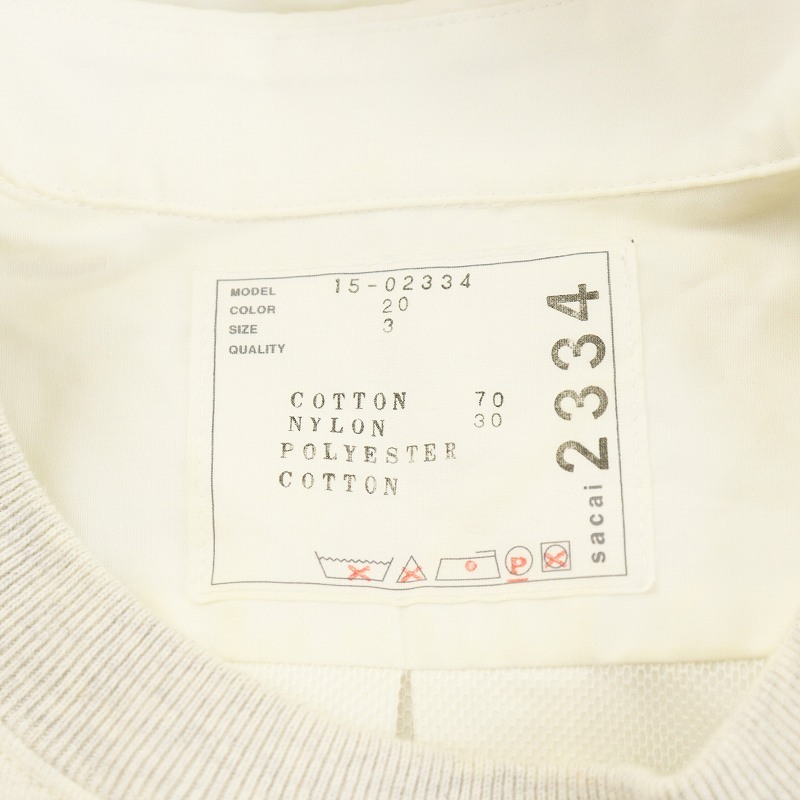 MODEL 15-02334
COLOR 20
SIZE 3
QUALITY
COTTON 70
NYLON 30
POLYESTER
COTTON
P
sacai 2334